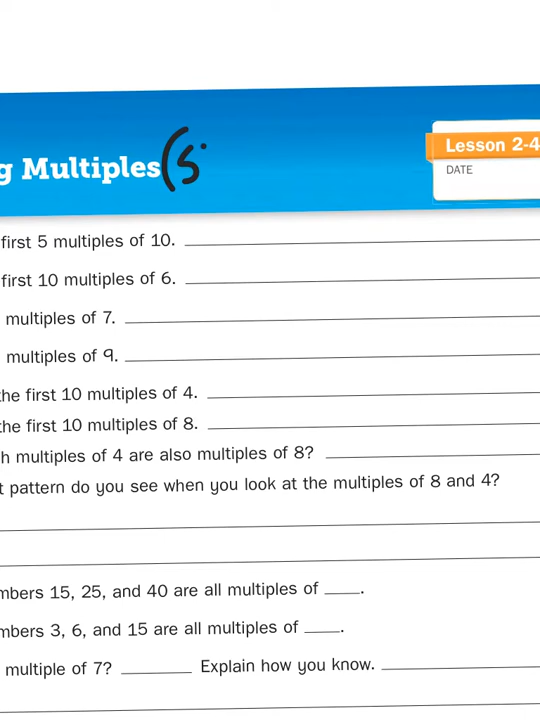 g Multiples (5.
Lesson 2-4
DATE
first 5 multiples of 10.
first 10 multiples of 6.
multiples of 7.
multiples of 9.
the first 10 multiples of 4.
the first 10 multiples of 8.
h multiples of 4 are also multiples of 8?
t pattern do you see when you look at the multiples of 8 and 4?
mbers 15, 25, and 40 are all multiples of ____.
mbers 3, 6, and 15 are all multiples of ____.
multiple of 7? ________ Explain how you know.